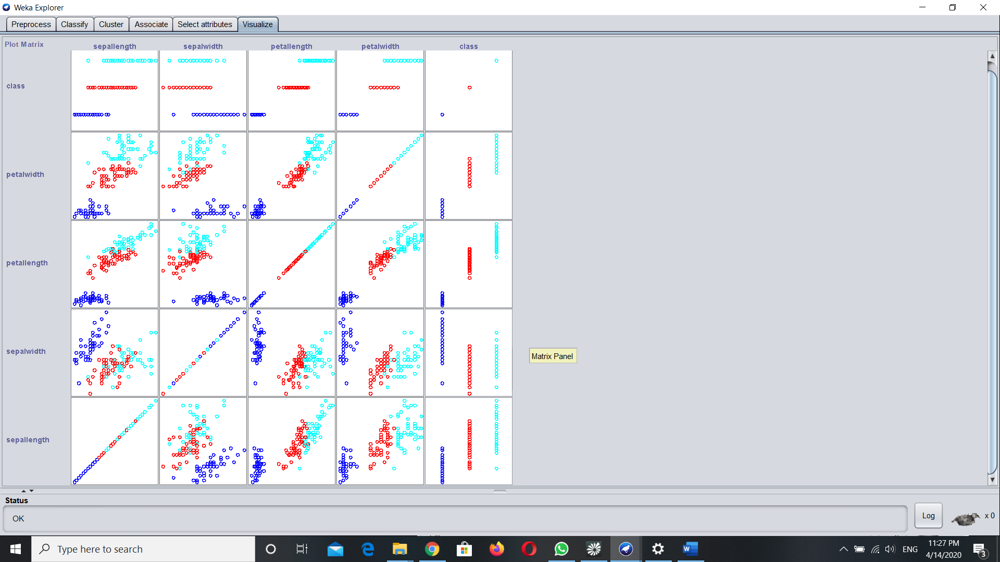 Weka Explorer
Preprocess Classify Cluster Associate Select attributes Visualize
Plot Matrix
sepallength sepalwidth petallength petalwidth class
class
petalwidth
petallength
sepalwidth
Matrix Panel
sepallength
Status
OK
Log
x 0
Type here to search
W
ENG
11:27 PM
4/14/2020
3